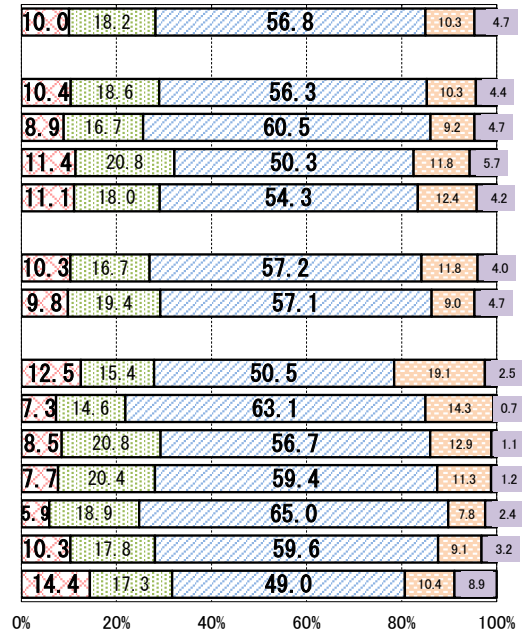 10.0 18.2 56.8 10.3 4.7
10.4 18.6 56.3 10.3 4.4
8.9 16.7 60.5 9.2 4.7
11.4 20.8 50.3 11.8 5.7
11.1 18.0 54.3 12.4 4.2
10.3 16.7 57.2 11.8 4.0
9.8 19.4 57.1 9.0 4.7
12.5 15.4 50.5 19.1 2.5
7.3 14.6 63.1 14.3 0.7
8.5 20.8 56.7 12.9 1.1
7.7 20.4 59.4 11.3 1.2
5.9 18.9 65.0 7.8 2.4
10.3 17.8 59.6 9.1 3.2
14.4 17.3 49.0 10.4 8.9
0% 20% 40% 60% 80% 100%